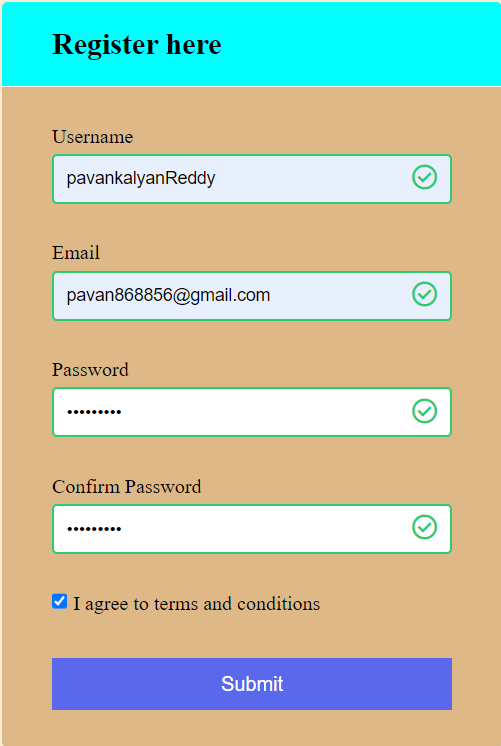 Register here
Username
pavankalyanReddy
Email
pavan868856@gmail.com
Password
•••••••••
Confirm Password
•••••••••
I agree to terms and conditions
Submit